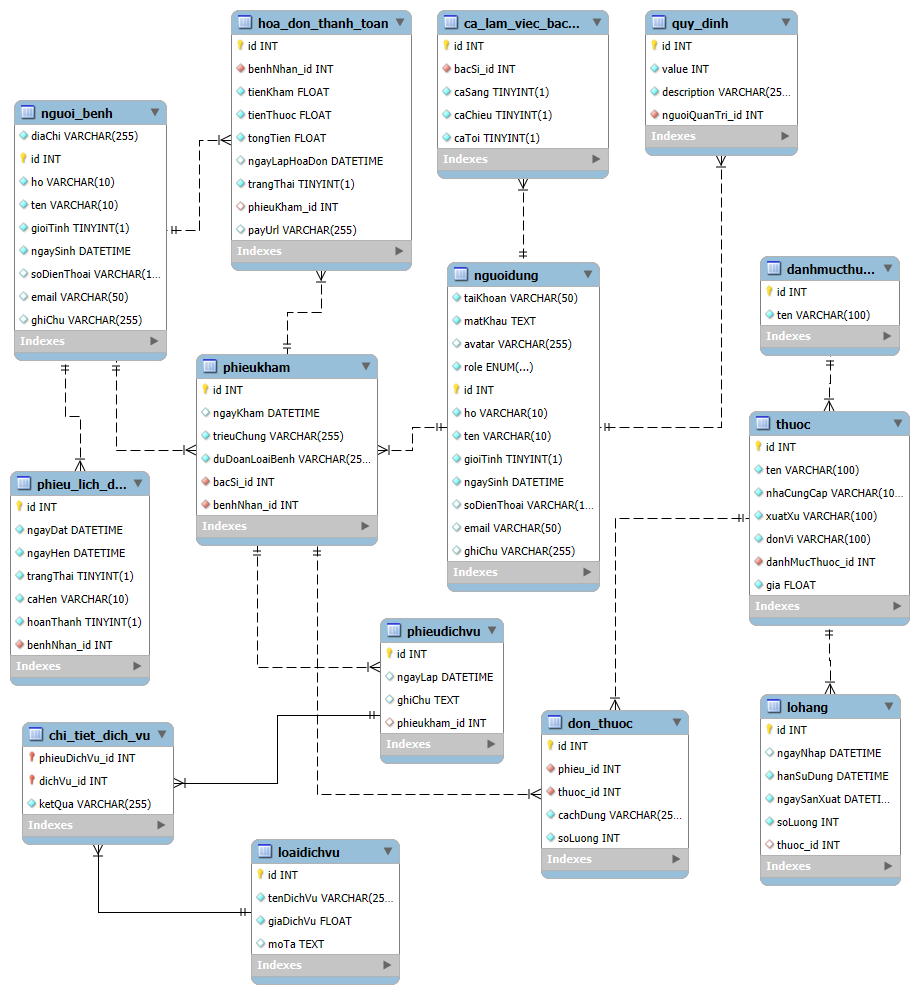 hoa_don_thanh_toan
id INT
benhNhan_id INT
tienKham FLOAT
tienThuoc FLOAT
tongTien FLOAT
ngayLapHoaDon DATETIME
trangThai TINYINT(1)
phieuKham_id INT
payUrl VARCHAR(255)
Indexes
ca_lam_viec_bac...
id INT
bacSi_id INT
caSang TINYINT(1)
caChieu TINYINT(1)
caToi TINYINT(1)
Indexes
quy_dinh
id INT
value INT
description VARCHAR(25...
nguoiQuanTri_id INT
Indexes
nguoi_benh
diaChi VARCHAR(255)
id INT
ho VARCHAR(10)
ten VARCHAR(10)
gioiTinh TINYINT(1)
ngaySinh DATETIME
soDienThoai VARCHAR(1...
email VARCHAR(50)
ghiChu VARCHAR(255)
Indexes
nguoidung
taiKhoan VARCHAR(50)
matKhau TEXT
avatar VARCHAR(255)
role ENUM(...)
id INT
ho VARCHAR(10)
ten VARCHAR(10)
gioiTinh TINYINT(1)
ngaySinh DATETIME
soDienThoai VARCHAR(1...
email VARCHAR(50)
ghiChu VARCHAR(255)
Indexes
danhmucthu...
id INT
ten VARCHAR(100)
Indexes
phieukham
id INT
ngayKham DATETIME
trieuChung VARCHAR(255)
duDoanLoaiBenh VARCHAR(25...
bacSi_id INT
benhNhan_id INT
Indexes
thuoc
id INT
ten VARCHAR(100)
nhaCungCap VARCHAR(10...
xuatXu VARCHAR(100)
donVi VARCHAR(100)
danhMucThuoc_id INT
gia FLOAT
Indexes
phieu_lich_d...
id INT
ngayDat DATETIME
ngayHen DATETIME
trangThai TINYINT(1)
caHen VARCHAR(10)
hoanThanh TINYINT(1)
benhNhan_id INT
Indexes
phieudichvu
id INT
ngayLap DATETIME
ghiChu TEXT
phieukham_id INT
Indexes
don_thuoc
id INT
phieu_id INT
thuoc_id INT
cachDung VARCHAR(25...
soLuong INT
Indexes
lohang
id INT
ngayNhap DATETIME
hanSuDung DATETIME
ngaySanXuat DATETI...
soLuong INT
thuoc_id INT
Indexes
chi_tiet_dich_vu
phieuDichVu_id INT
dichVu_id INT
ketQua VARCHAR(255)
Indexes
loaidichvu
id INT
tenDichVu VARCHAR(25...
giaDichVu FLOAT
moTa TEXT
Indexes